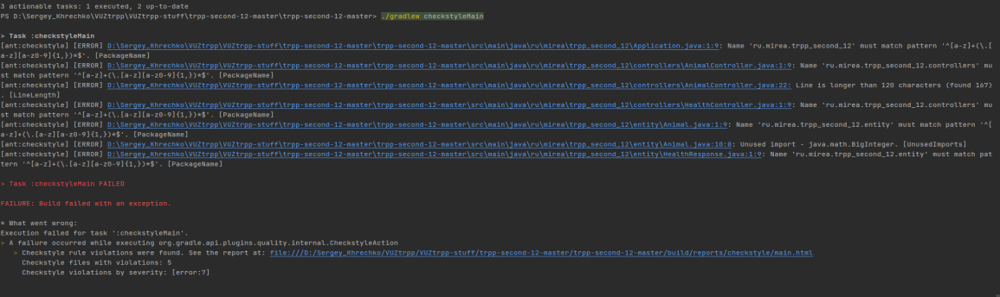 3 actionable tasks: 1 executed, 2 up-to-date
PS D:\Sergey_Khrechko\VUZtrpp\VUZtrpp-stuff\trpp-second-12-master\trpp-second-12-master> ./gradlew checkstyleMain
> Task :checkstyleMain
[ant:checkstyle] [ERROR] D:\Sergey_Khrechko\VUZtrpp\VUZtrpp-stuff\trpp-second-12-master\trpp-second-12-master\src\main\java\ru\mirea\trpp_second_12\Application.java:1:9: Name 'ru.mirea.trpp_second_12' must match pattern '^[a-z]+(\.[
a-z][a-z0-9]{1,})*$'. [PackageName]
[ant:checkstyle] [ERROR] D:\Sergey_Khrechko\VUZtrpp\VUZtrpp-stuff\trpp-second-12-master\trpp-second-12-master\src\main\java\ru\mirea\trpp_second_12\controllers\AnimalController.java:1:9: Name 'ru.mirea.trpp_second_12.controllers' mu
st match pattern '^[a-z]+(\.[a-z][a-z0-9]{1,})*$'. [PackageName]
[ant:checkstyle] [ERROR] D:\Sergey_Khrechko\VUZtrpp\VUZtrpp-stuff\trpp-second-12-master\trpp-second-12-master\src\main\java\ru\mirea\trpp_second_12\controllers\AnimalController.java:22: Line is longer than 120 characters (found 167)
. [LineLength]
[ant:checkstyle] [ERROR] D:\Sergey_Khrechko\VUZtrpp\VUZtrpp-stuff\trpp-second-12-master\trpp-second-12-master\src\main\java\ru\mirea\trpp_second_12\controllers\HealthController.java:1:9: Name 'ru.mirea.trpp_second_12.controllers' mu
st match pattern '^[a-z]+(\.[a-z][a-z0-9]{1,})*$'. [PackageName]
[ant:checkstyle] [ERROR] D:\Sergey_Khrechko\VUZtrpp\VUZtrpp-stuff\trpp-second-12-master\trpp-second-12-master\src\main\java\ru\mirea\trpp_second_12\entity\Animal.java:1:9: Name 'ru.mirea.trpp_second_12.entity' must match pattern '^[
a-z]+(\.[a-z][a-z0-9]{1,})*$'. [PackageName]
[ant:checkstyle] [ERROR] D:\Sergey_Khrechko\VUZtrpp\VUZtrpp-stuff\trpp-second-12-master\trpp-second-12-master\src\main\java\ru\mirea\trpp_second_12\entity\Animal.java:10:8: Unused import - java.math.BigInteger. [UnusedImports]
[ant:checkstyle] [ERROR] D:\Sergey_Khrechko\VUZtrpp\VUZtrpp-stuff\trpp-second-12-master\trpp-second-12-master\src\main\java\ru\mirea\trpp_second_12\entity\HealthResponse.java:1:9: Name 'ru.mirea.trpp_second_12.entity' must match pat
tern '^[a-z]+(\.[a-z][a-z0-9]{1,})*$'. [PackageName]
> Task :checkstyleMain FAILED
FAILURE: Build failed with an exception.
* What went wrong:
Execution failed for task ':checkstyleMain'.
> A failure occurred while executing org.gradle.api.plugins.quality.internal.CheckstyleAction
> Checkstyle rule violations were found. See the report at: file:///D:/Sergey_Khrechko/VUZtrpp/VUZtrpp-stuff/trpp-second-12-master/trpp-second-12-master/build/reports/checkstyle/main.html
Checkstyle files with violations: 5
Checkstyle violations by severity: [error:7]